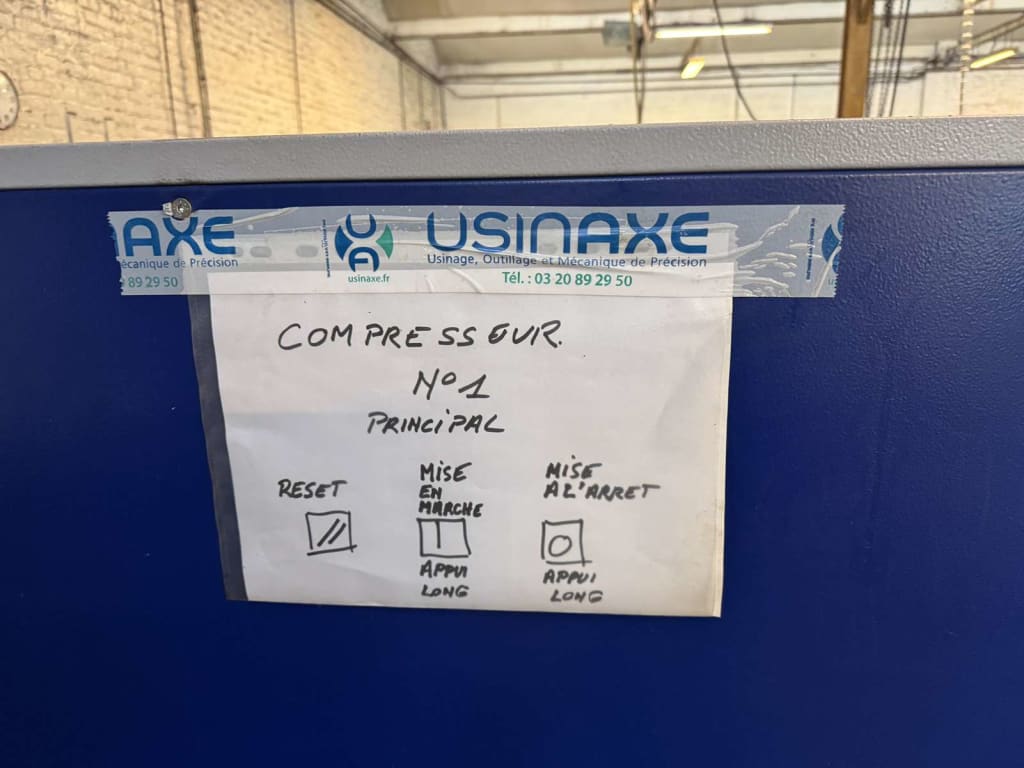 AXE
écanique de Précision
89 29 50
usinaxe.fr
USINAXE
Usinage, Outillage et Mécanique de Précision
Tél. : 03 20 89 29 50
COMPRESSEUR.
N°1
PRINCIPAL
RESET
MISE
EN
MARCHE
APPUI
LONG
MISE
A L'ARRET
APPUI
LONG